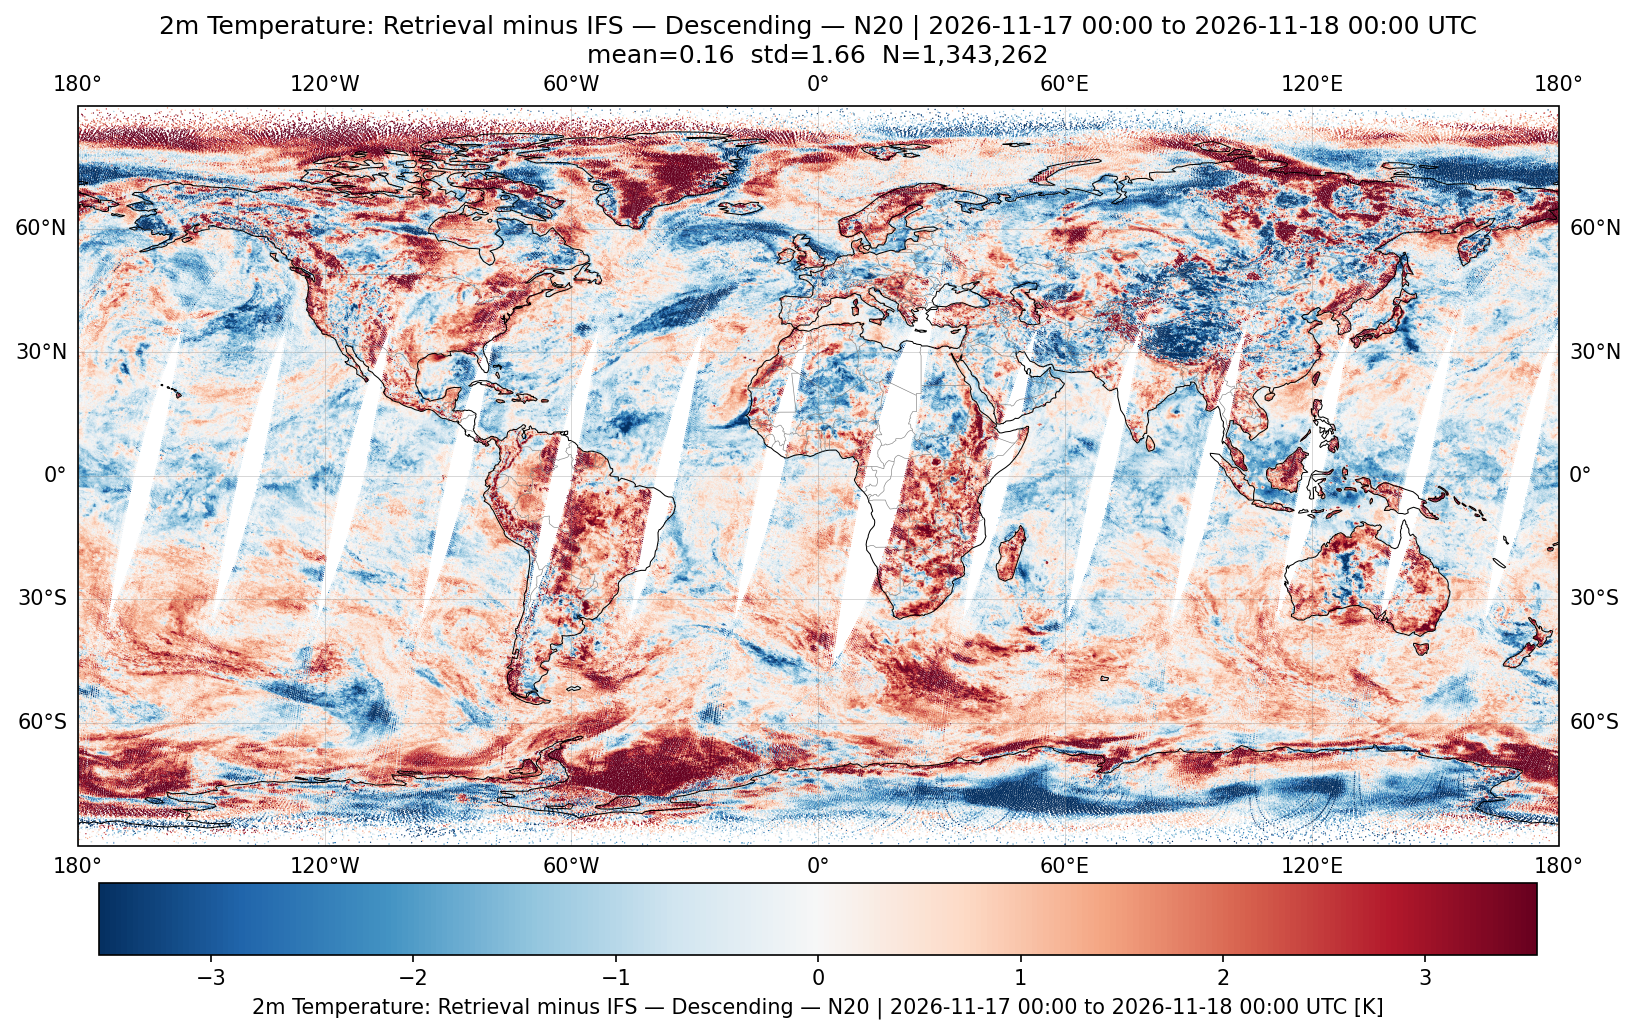 2m Temperature: Retrieval minus IFS — Descending — N20 | 2026-11-17 00:00 to 2026-11-18 00:00 UTC
mean=0.16  std=1.66  N=1,343,262
180° 120°W 60°W 0° 60°E 120°E 180°
60°N 60°N
30°N 30°N
0° 0°
30°S 30°S
60°S 60°S
180° 120°W 60°W 0° 60°E 120°E 180°
−3 −2 −1 0 1 2 3
2m Temperature: Retrieval minus IFS — Descending — N20 | 2026-11-17 00:00 to 2026-11-18 00:00 UTC [K]